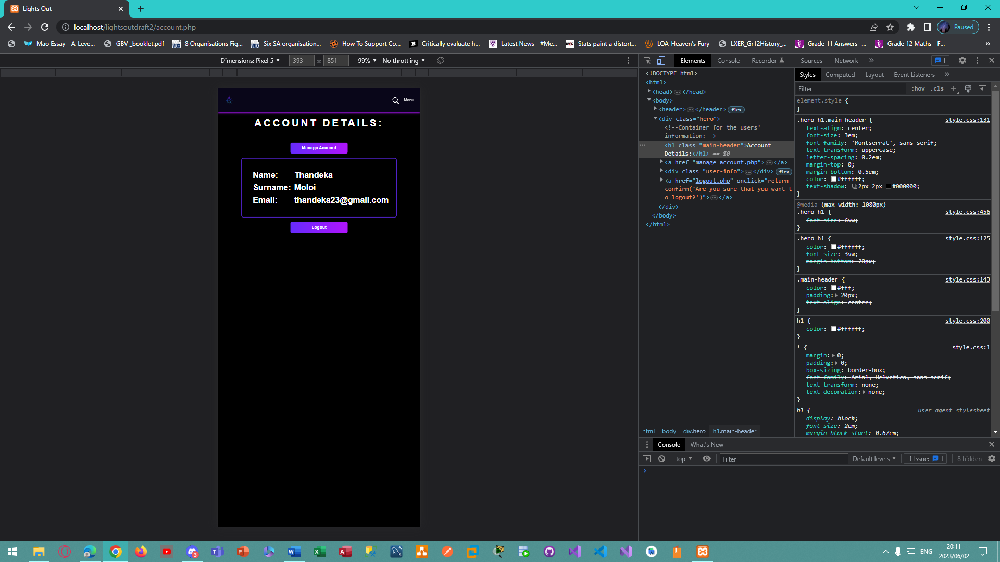 Lights Out
localhost/lightsoutdraft2/account.php
Paused
Mao Essay - A-Leve...
GBV _booklet.pdf
8 Organisations Fig...
Six SA organisation...
How To Support Co...
Critically evaluate h...
Latest News - #Me...
Stats paint a distort...
LOA-Heaven's Fury
LXER_Gr12History_...
Grade 11 Answers -...
Grade 12 Maths - F...
»
Dimensions: Pixel 5
393 × 851
99%
No throttling
Menu
ACCOUNT DETAILS:
Manage Account
Name: Thandeka
Surname: Moloi
Email: thandeka23@gmail.com
Logout
Elements Console Recorder Sources Network » 1
<!DOCTYPE html>
<html>
<head>…</head>
<body>
<header>…</header> flex
<div class="hero">
<!--Container for the users'
information:-->
<h1 class="main-header">Account
Details:</h1> == $0
<a href="manage_account.php">…</a>
<div class="user-info">…</div> flex
<a href="logout.php" onclick="return
confirm('Are you sure that you want t
o logout?')">…</a>
</div>
</body>
</html>
html body div.hero h1.main-header
Styles Computed Layout Event Listeners »
Filter :hov .cls +
element.style {
}
.hero h1.main-header { style.css:131
text-align: center;
font-size: 3em;
font-family: 'Montserrat', sans-serif;
text-transform: uppercase;
letter-spacing: 0.2em;
margin-top: 0;
margin-bottom: 0.5em;
color: #ffffff;
text-shadow: 2px 2px #000000;
}
@media (max-width: 1080px)
.hero h1 { style.css:456
font-size: 6vw;
}
.hero h1 { style.css:125
color: #ffffff;
font-size: 3vw;
margin-bottom: 20px;
}
.main-header { style.css:143
color: #fff;
padding: 20px;
text-align: center;
}
h1 { style.css:200
color: #ffffff;
}
* { style.css:1
margin: 0;
padding: 0;
box-sizing: border-box;
font-family: Arial, Helvetica, sans-serif;
text-transform: none;
text-decoration: none;
}
h1 { user agent stylesheet
display: block;
font-size: 2em;
margin-block-start: 0.67em;
Console What's New
top Filter Default levels 1 Issue: 1 8 hidden
>
3
ENG
20:11
2023/06/02